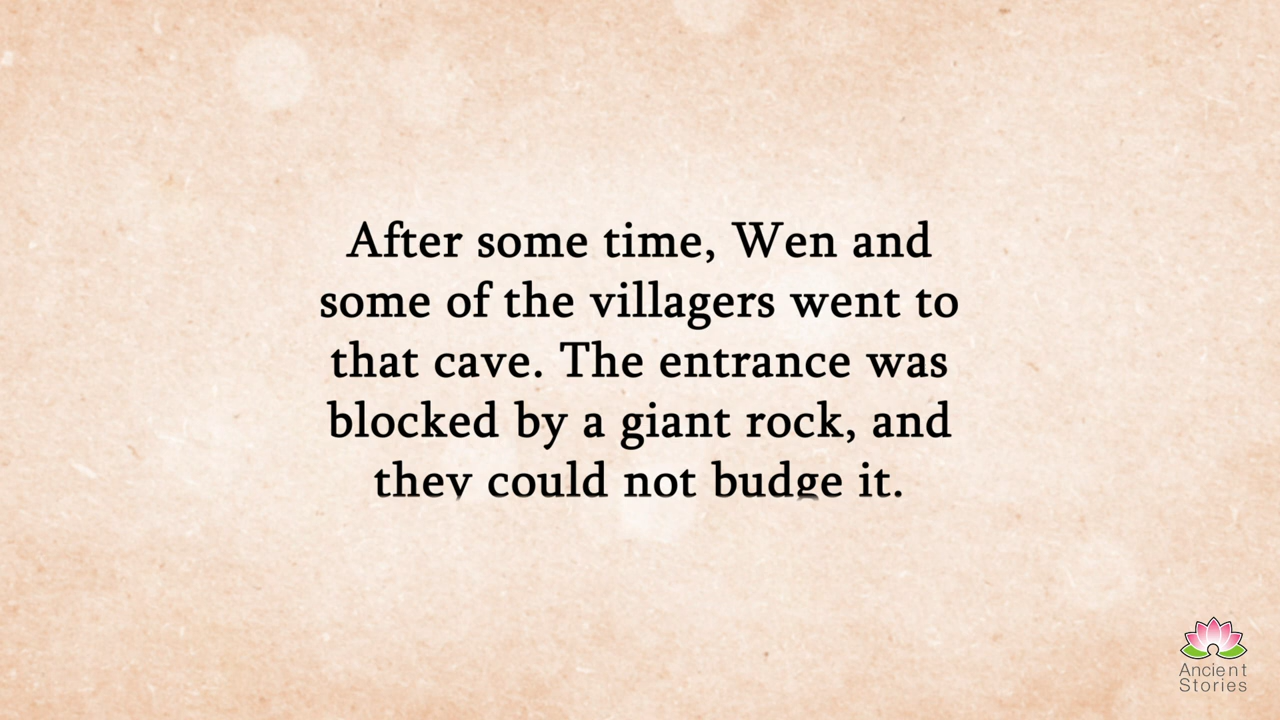 After some time, Wen and
some of the villagers went to
that cave. The entrance was
blocked by a giant rock, and
they could not budge it.
Ancient
Stories